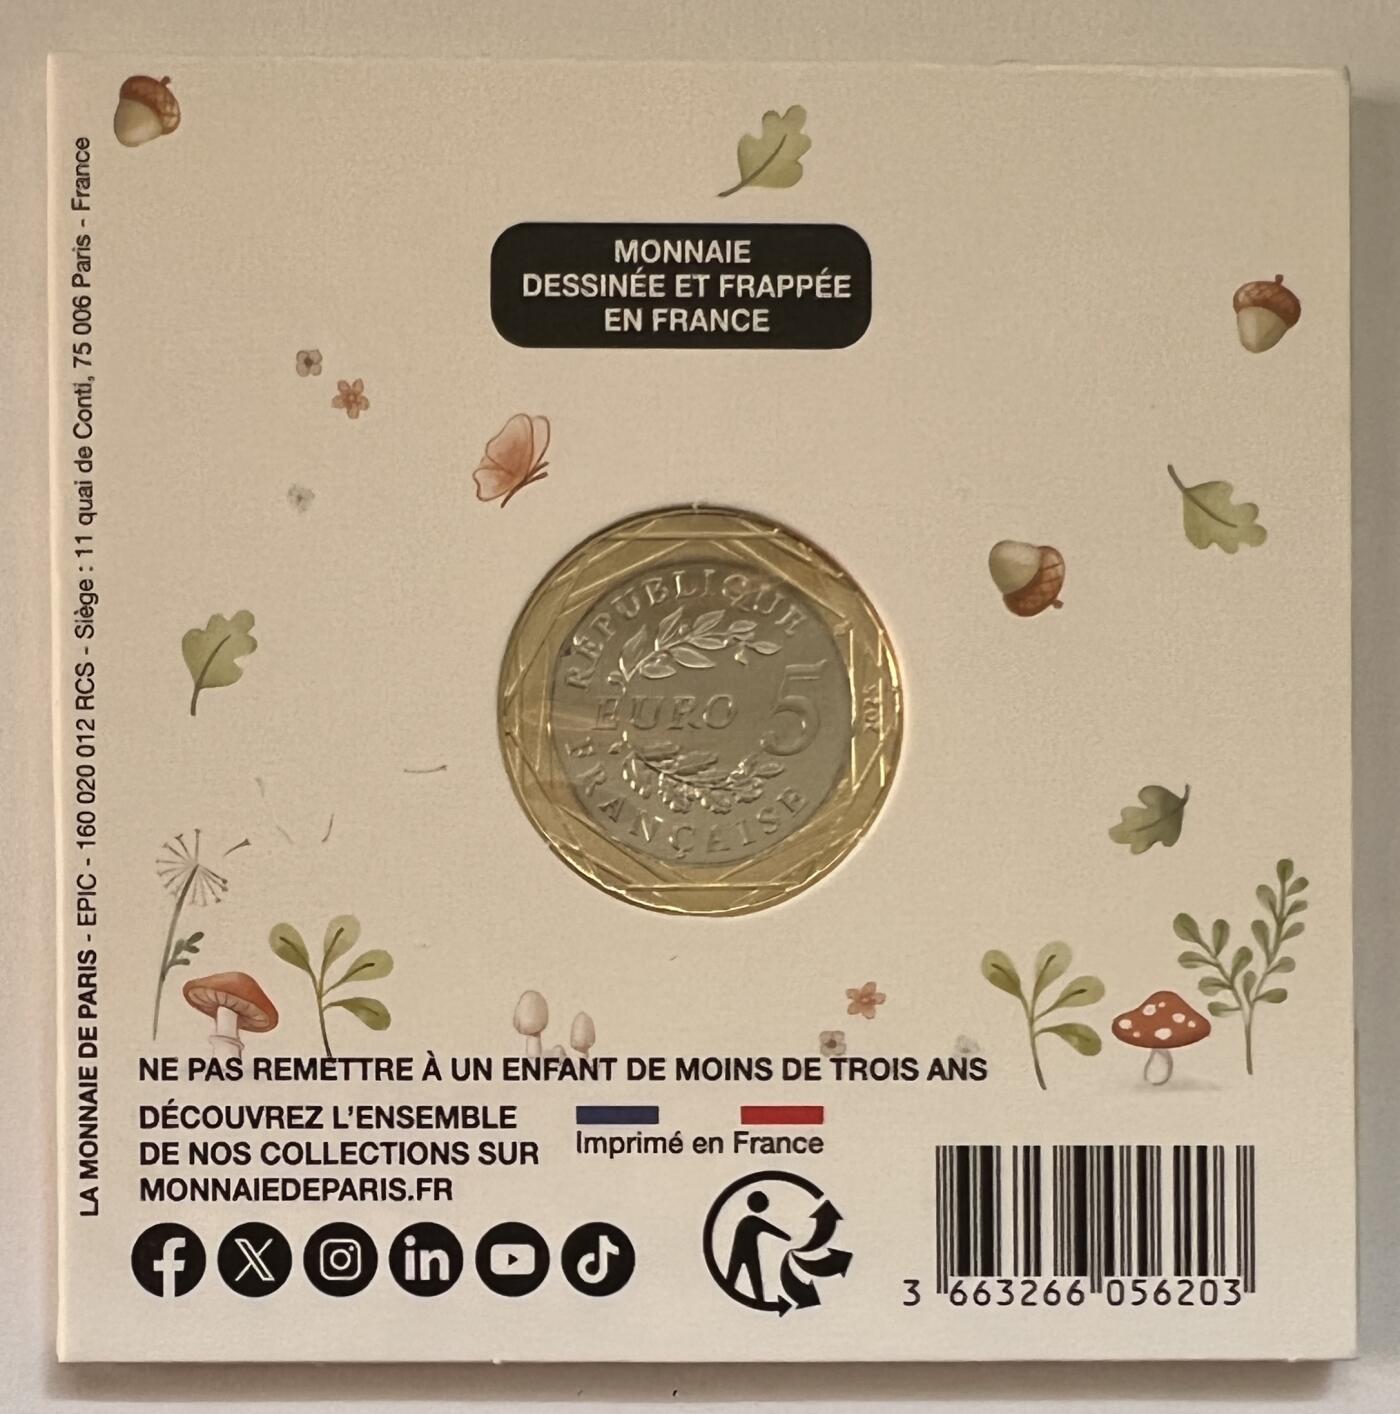 MONNAIE
DESSINÉE ET FRAPPÉE
EN FRANCE
LA MONNAIE DE PARIS - EPIC - 160 020 012 RCS - Siège : 11 quai de Conti, 75 006 Paris - France
RÉPUBLIQUE
EURO 5
2025
FRANÇAISE
NE PAS REMETTRE À UN ENFANT DE MOINS DE TROIS ANS
DÉCOUVREZ L'ENSEMBLE
DE NOS COLLECTIONS SUR
MONNAIEDEPARIS.FR
Imprimé en France
3 663266 056203